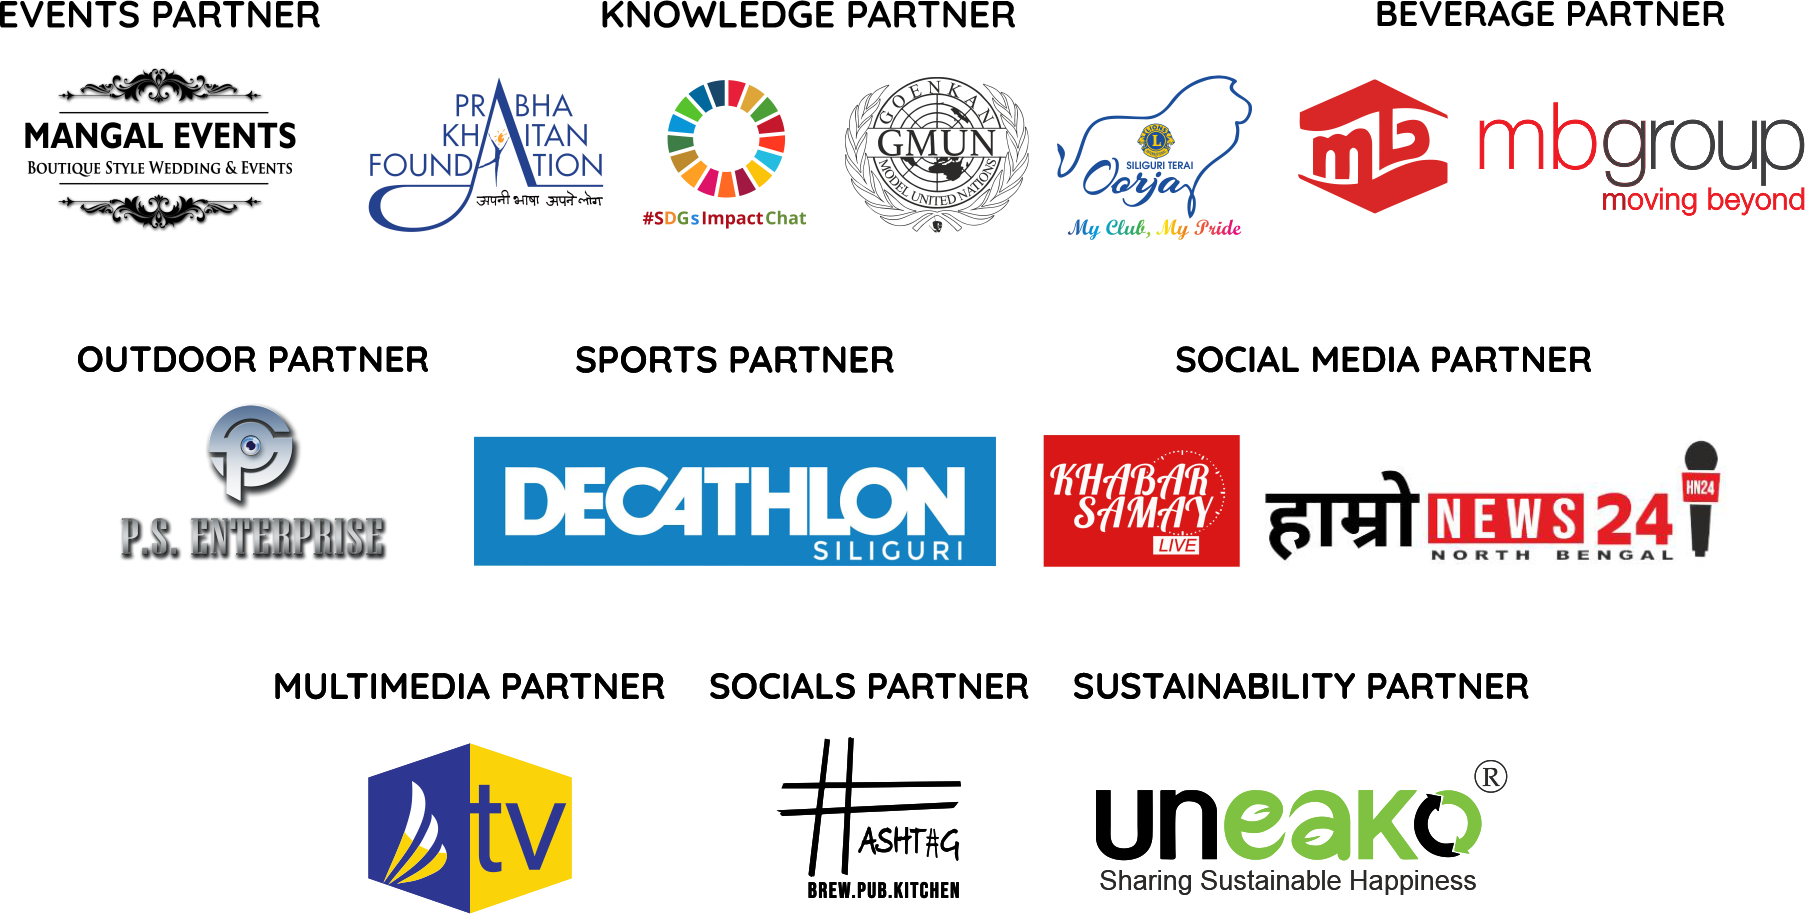 EVENTS PARTNER
KNOWLEDGE PARTNER
BEVERAGE PARTNER
MANGAL EVENTS
BOUTIQUE STYLE WEDDING & EVENTS
PRABHA
KHAITAN
FOUNDATION
अपनी भाषा अपने लोग
#SDGsImpactChat
GOENKAN
GMUN
MODEL UNITED NATIONS
LIONS
L
SILIGURI TERAI
Oorja
My Club, My Pride
mb
mbgroup
moving beyond
OUTDOOR PARTNER
SPORTS PARTNER
SOCIAL MEDIA PARTNER
P.S. ENTERPRISE
DECATHLON
SILIGURI
KHABAR
SAMAY
LIVE
हाम्रो NEWS 24
NORTH BENGAL
HN24
MULTIMEDIA PARTNER
SOCIALS PARTNER
SUSTAINABILITY PARTNER
tv
HASHT#G
BREW.PUB.KITCHEN
uneako®
Sharing Sustainable Happiness